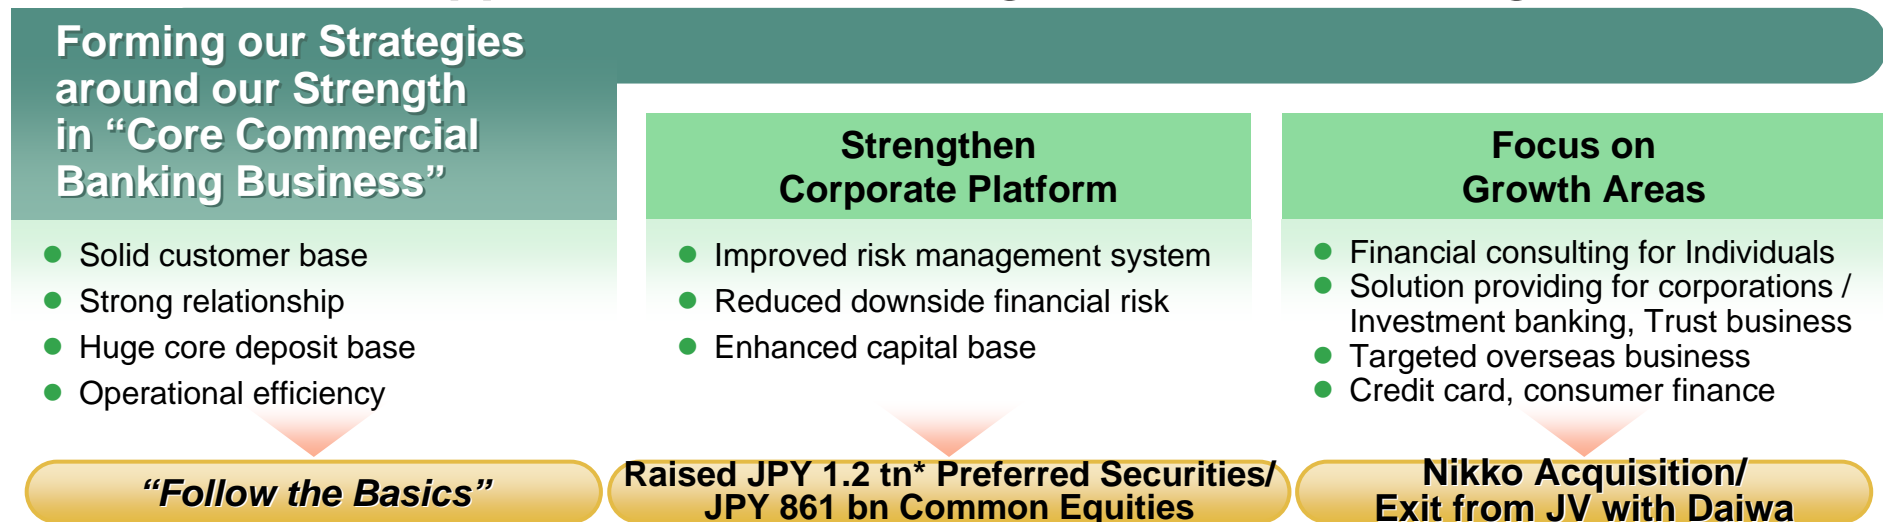 Forming our Strategies
around our Strength
in “Core Commercial
Banking Business”
● Solid customer base
● Strong relationship
● Huge core deposit base
● Operational efficiency
“Follow the Basics”
Strengthen
Corporate Platform
● Improved risk management system
● Reduced downside financial risk
● Enhanced capital base
Raised JPY 1.2 tn* Preferred Securities/
JPY 861 bn Common Equities
Focus on
Growth Areas
● Financial consulting for Individuals
● Solution providing for corporations /
Investment banking, Trust business
● Targeted overseas business
● Credit card, consumer finance
Nikko Acquisition/
Exit from JV with Daiwa